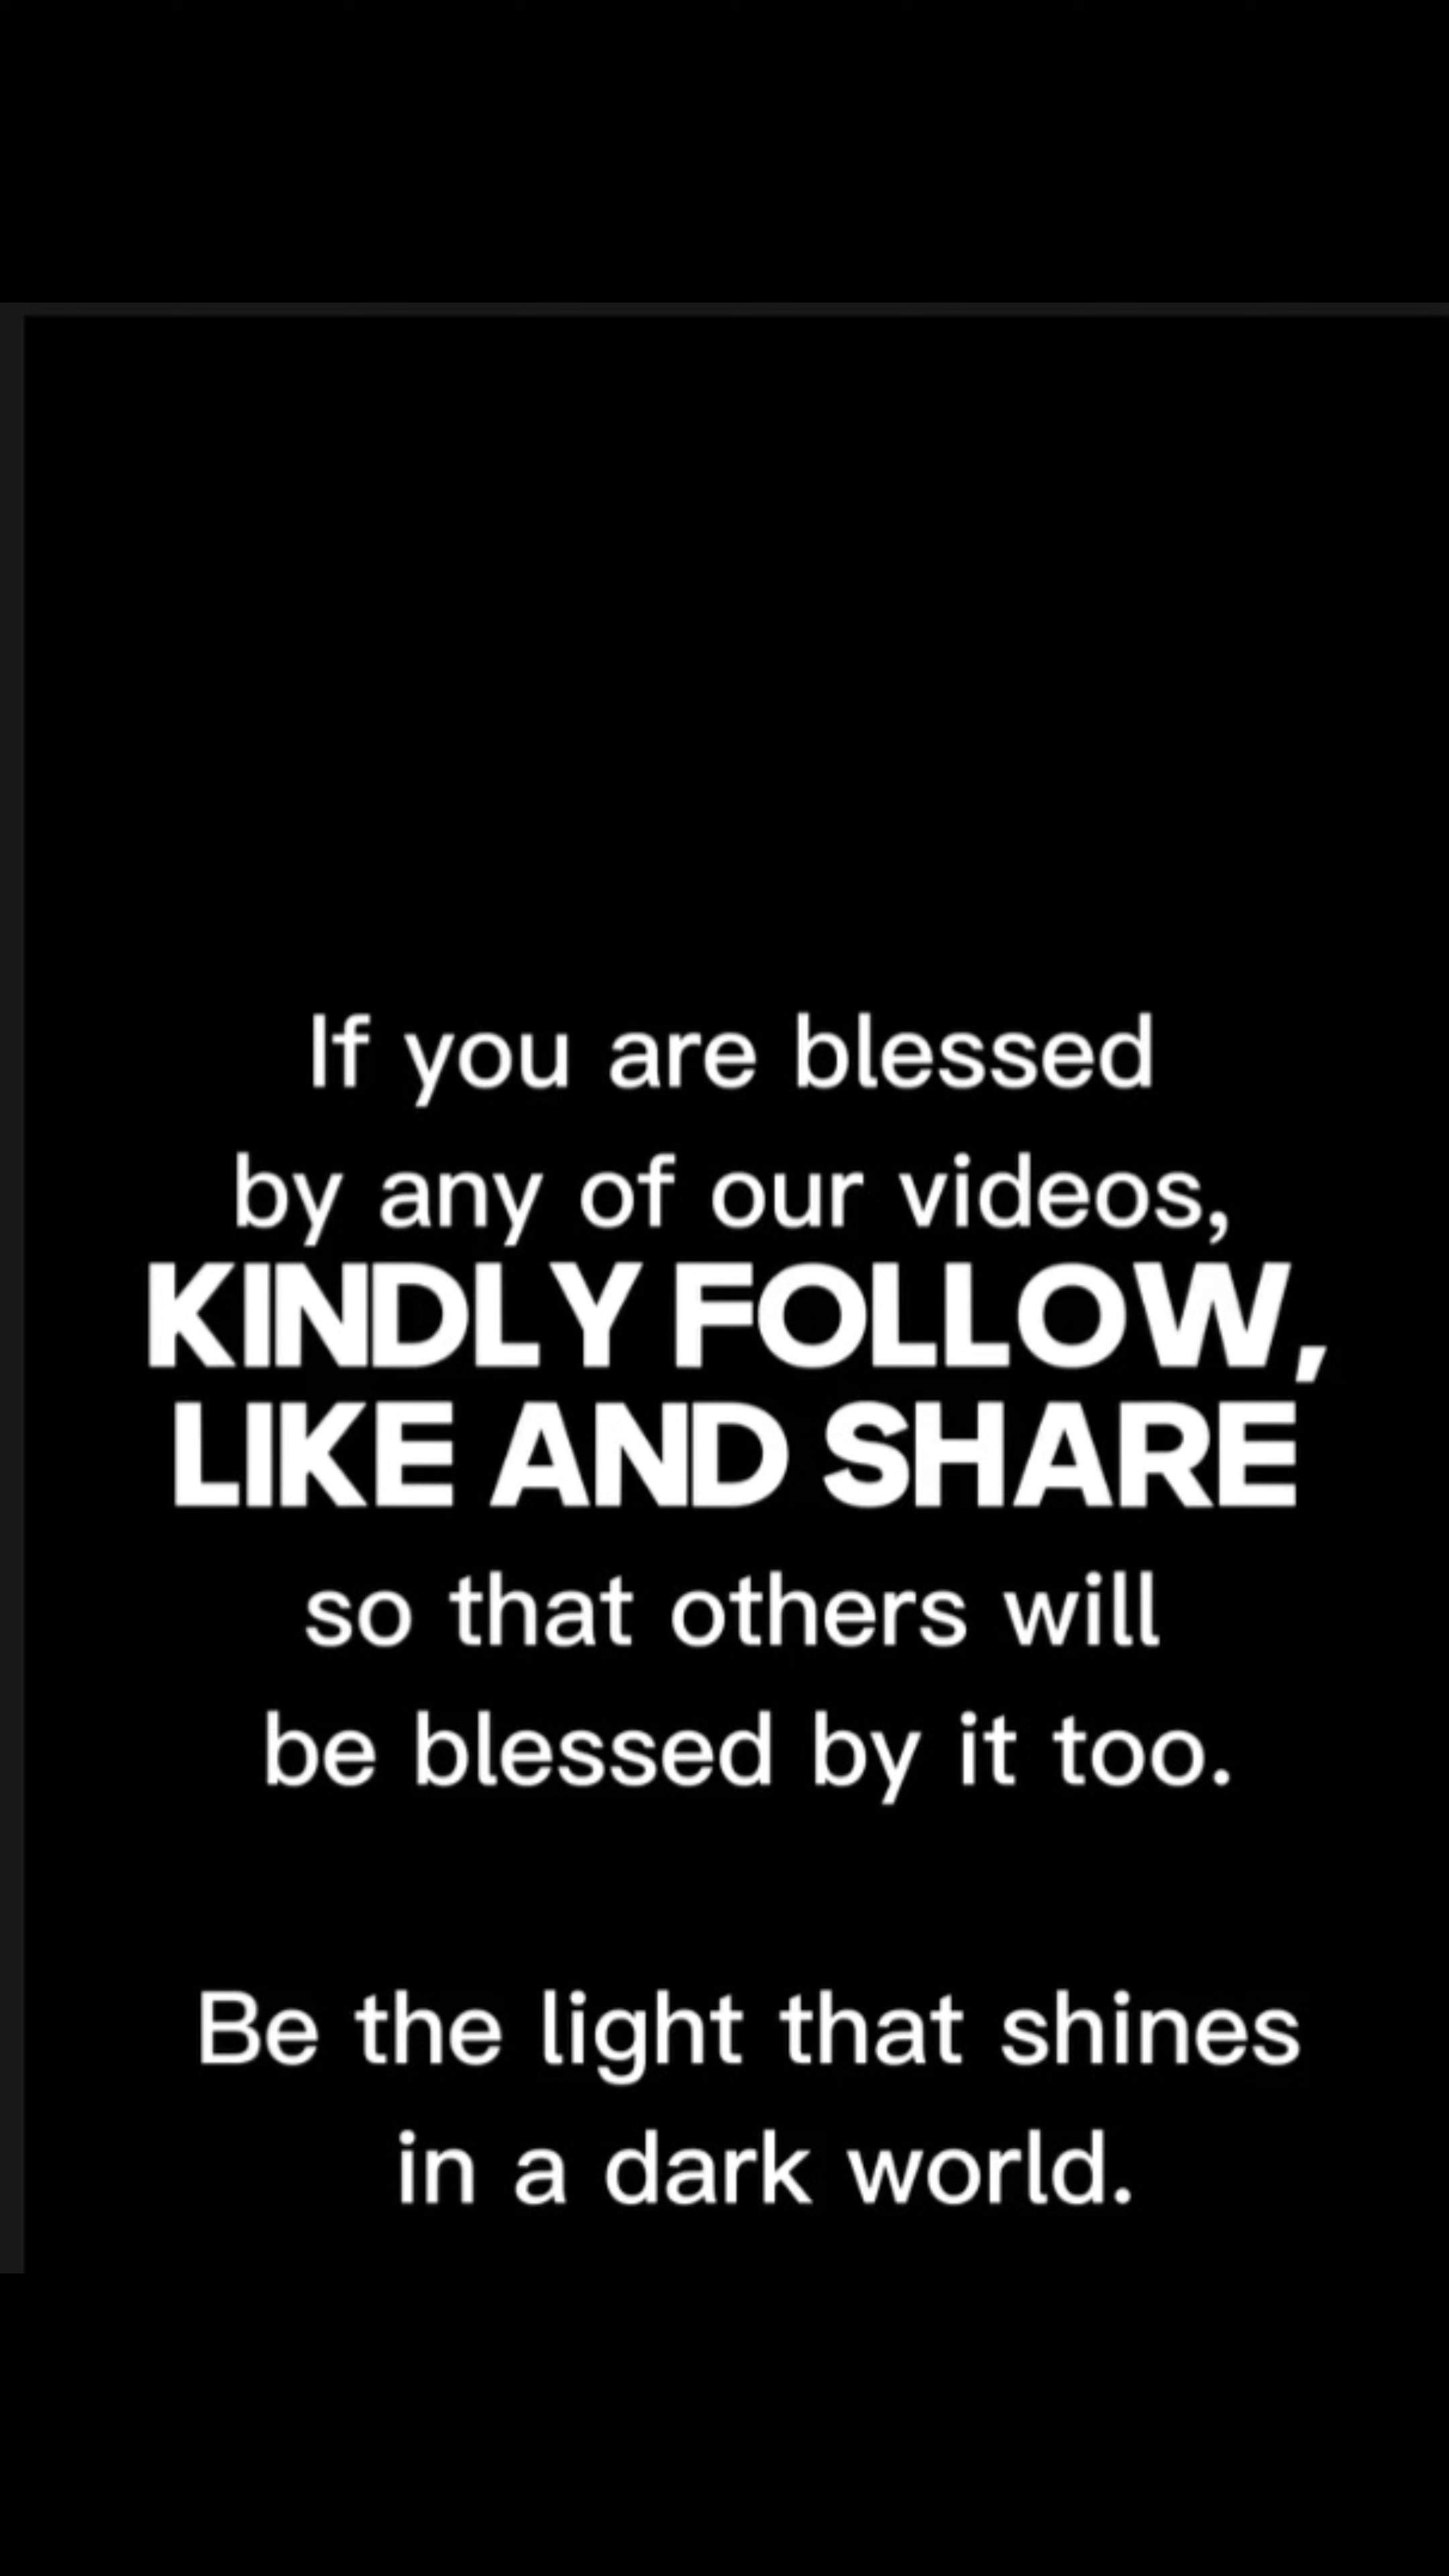 If you are blessed
by any of our videos,
KINDLY FOLLOW,
LIKE AND SHARE
so that others will
be blessed by it too.
Be the light that shines
in a dark world.